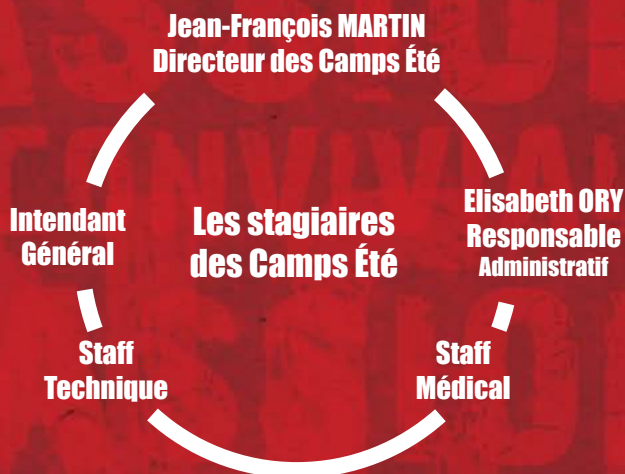 Jean-François MARTIN
Directeur des Camps Été
Elisabeth ORY
Responsable
Administratif
Intendant
Général
Les stagiaires
des Camps Été
Staff
Technique
Staff
Médical